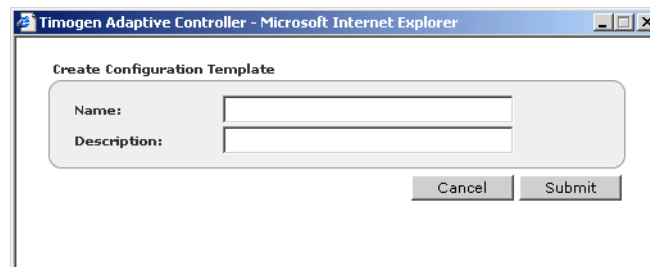 Timogen Adaptive Controller - Microsoft Internet Explorer
Create Configuration Template
Name:
Description:
Cancel Submit